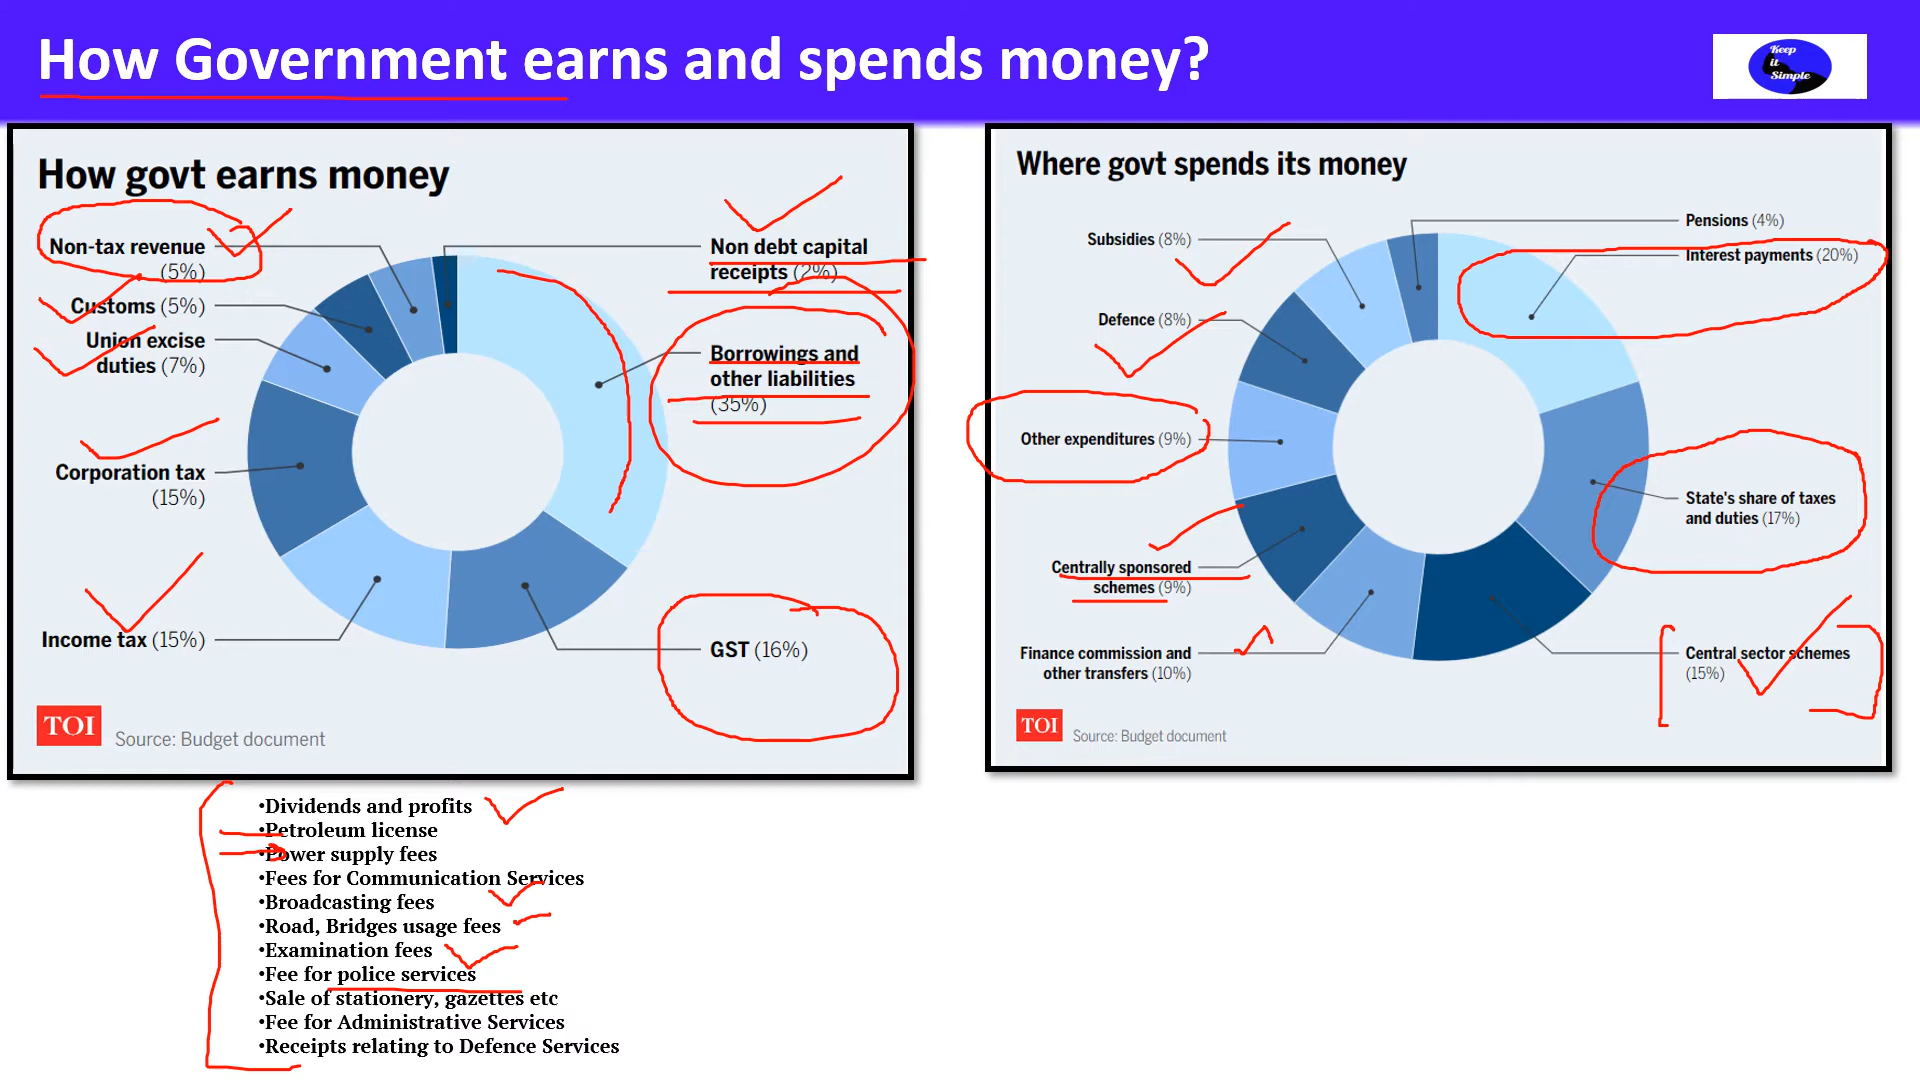 How Government earns and spends money?
Keep
it
Simple
How govt earns money
Non-tax revenue
(5%)
Customs (5%)
Union excise
duties (7%)
Corporation tax
(15%)
Income tax (15%)
Non debt capital
receipts (2%)
Borrowings and
other liabilities
(35%)
GST (16%)
TOI
Source: Budget document
Where govt spends its money
Subsidies (8%)
Defence (8%)
Other expenditures (9%)
Centrally sponsored
schemes (9%)
Finance commission and
other transfers (10%)
Pensions (4%)
Interest payments (20%)
State's share of taxes
and duties (17%)
Central sector schemes
(15%)
TOI
Source: Budget document
•Dividends and profits
•Petroleum license
•Power supply fees
•Fees for Communication Services
•Broadcasting fees
•Road, Bridges usage fees
•Examination fees
•Fee for police services
•Sale of stationery, gazettes etc
•Fee for Administrative Services
•Receipts relating to Defence Services